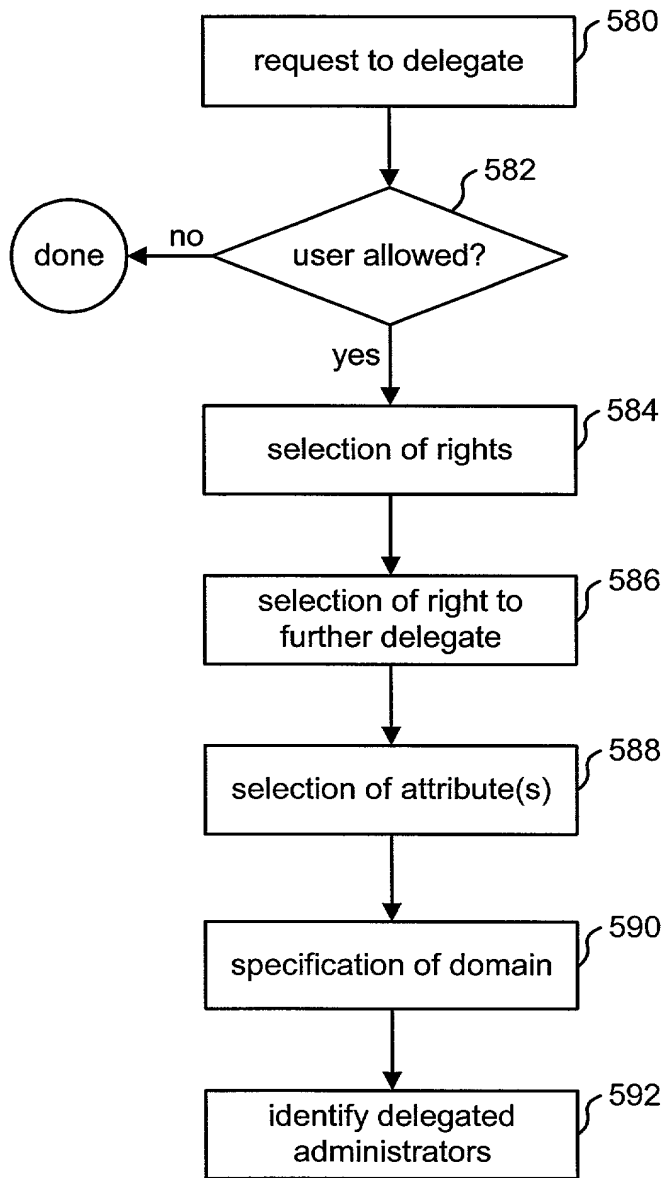 580
request to delegate
582
done
no
user allowed?
yes
584
selection of rights
586
selection of right to
further delegate
588
selection of attribute(s)
590
specification of domain
592
identify delegated
administrators